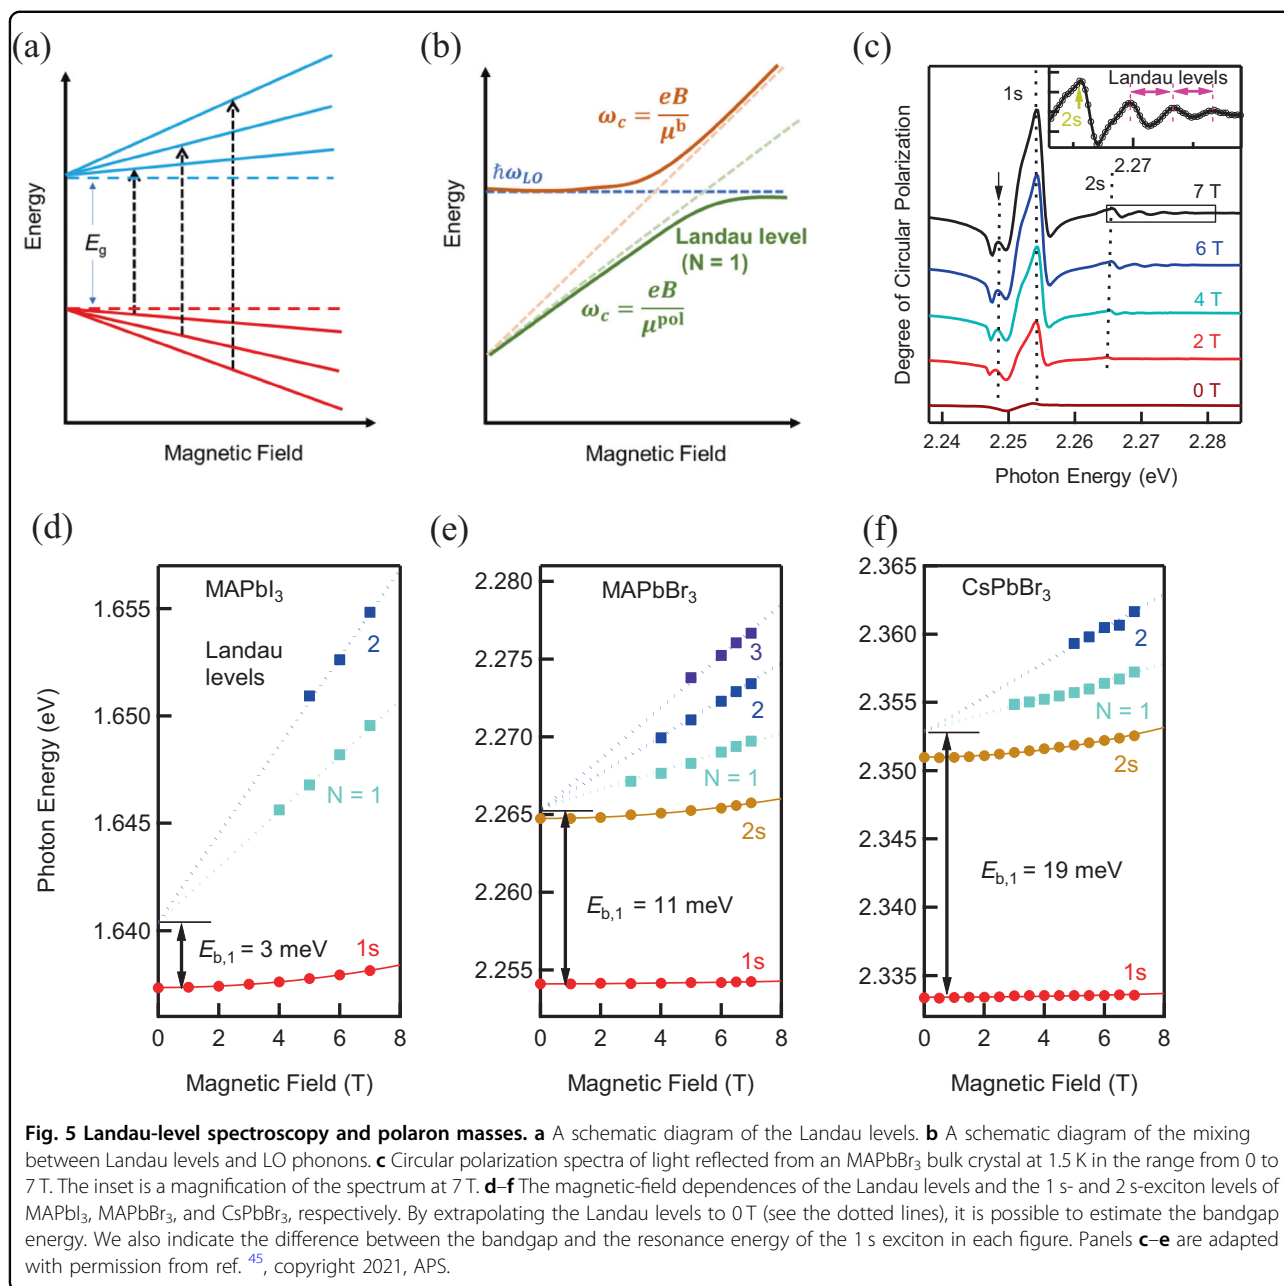 (a)
Energy
E_g
Magnetic Field
(b)
Energy
ω_c = eB/μ^b
ħω_LO
Landau level
(N = 1)
ω_c = eB/μ^pol
Magnetic Field
(c)
Degree of Circular Polarization
1s
Landau levels
2s
2.27
2s
7 T
6 T
4 T
2 T
0 T
2.24 2.25 2.26 2.27 2.28
Photon Energy (eV)
(d)
Photon Energy (eV)
1.655
1.650
1.645
1.640
MAPbI₃
Landau
levels
2
N = 1
E_b,1 = 3 meV
1s
0 2 4 6 8
Magnetic Field (T)
(e)
2.280
2.275
2.270
2.265
2.260
2.254
MAPbBr₃
3
2
N = 1
2s
E_b,1 = 11 meV
1s
0 2 4 6 8
Magnetic Field (T)
(f)
2.365
2.360
2.355
2.350
2.345
2.340
2.335
CsPbBr₃
2
N = 1
2s
E_b,1 = 19 meV
1s
0 2 4 6 8
Magnetic Field (T)
Fig. 5 Landau-level spectroscopy and polaron masses. a A schematic diagram of the Landau levels. b A schematic diagram of the mixing
between Landau levels and LO phonons. c Circular polarization spectra of light reflected from an MAPbBr₃ bulk crystal at 1.5 K in the range from 0 to
7 T. The inset is a magnification of the spectrum at 7 T. d–f The magnetic-field dependences of the Landau levels and the 1 s- and 2 s-exciton levels of
MAPbI₃, MAPbBr₃, and CsPbBr₃, respectively. By extrapolating the Landau levels to 0 T (see the dotted lines), it is possible to estimate the bandgap
energy. We also indicate the difference between the bandgap and the resonance energy of the 1 s exciton in each figure. Panels c–e are adapted
with permission from ref. ⁴⁵, copyright 2021, APS.